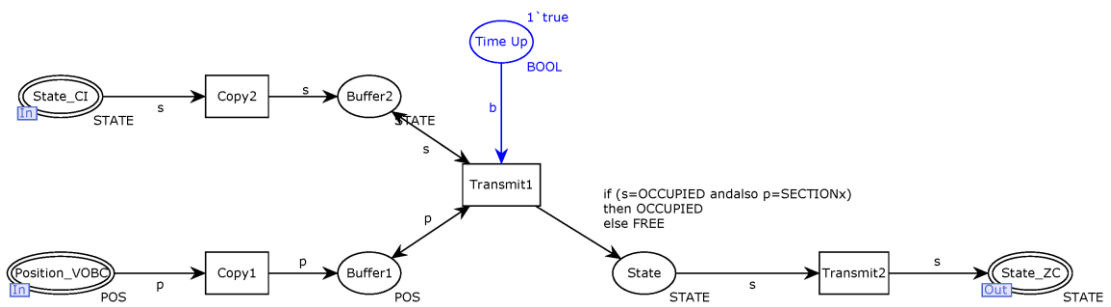 1`true
Time Up
BOOL
b
State_CI
In
STATE
s
Copy2
s
Buffer2
STATE
s
Transmit1
if (s=OCCUPIED andalso p=SECTIONx)
then OCCUPIED
else FREE
p
Position_VOBC
In
POS
p
Copy1
p
Buffer1
POS
State
STATE
s
Transmit2
s
State_ZC
Out
STATE